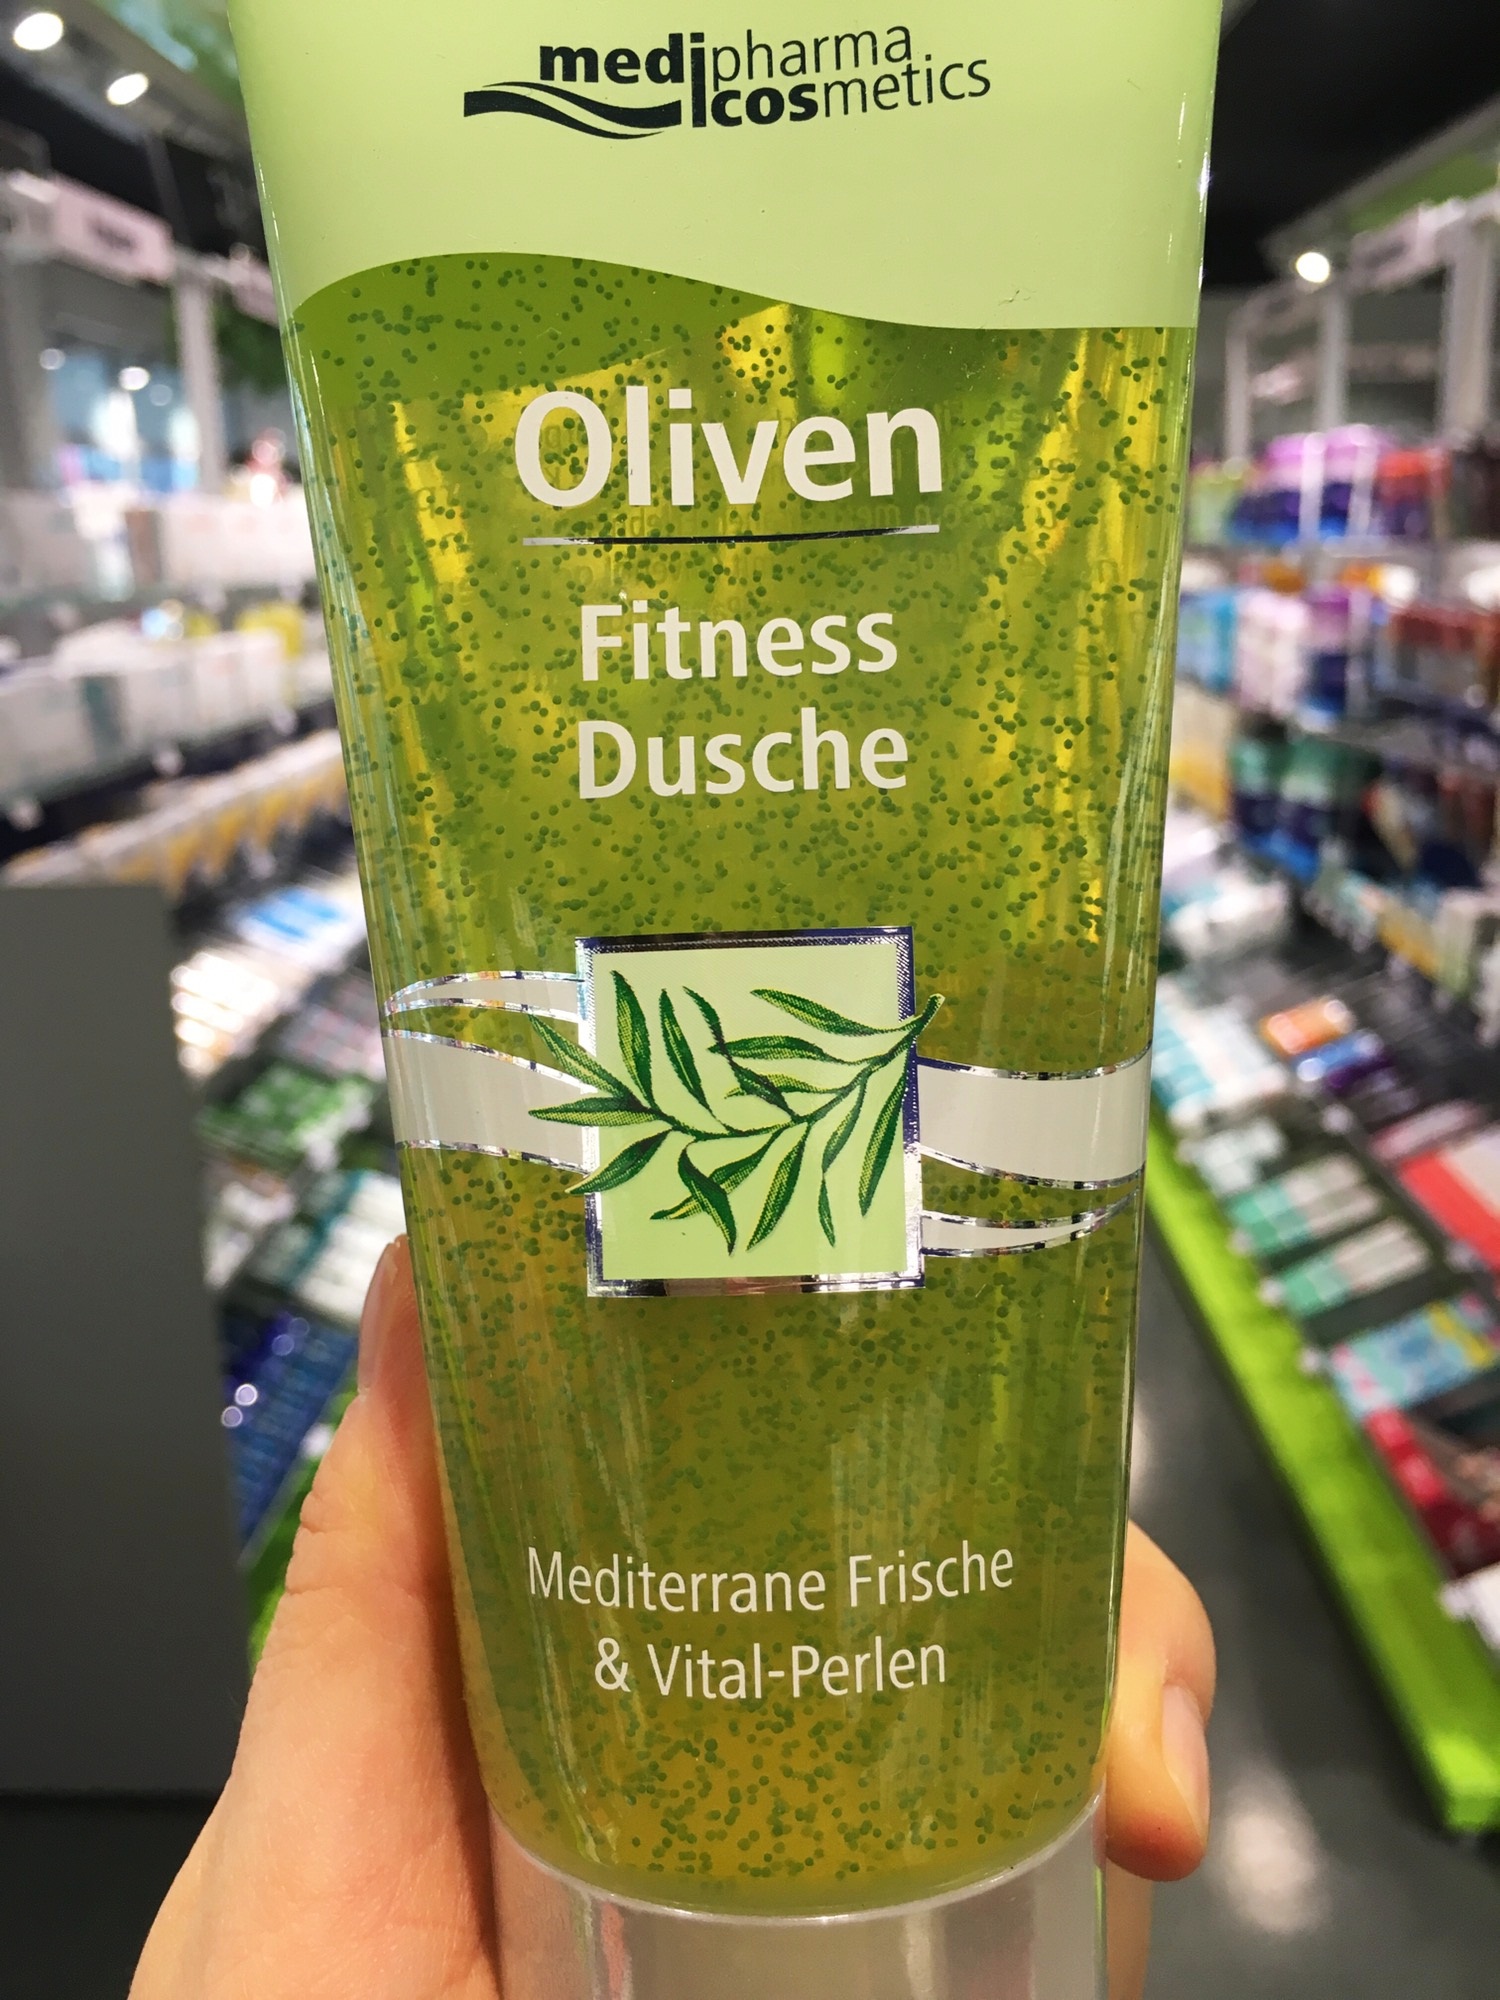 medipharma
cosmetics
Oliven
Fitness
Dusche
Mediterrane Frische
& Vital-Perlen